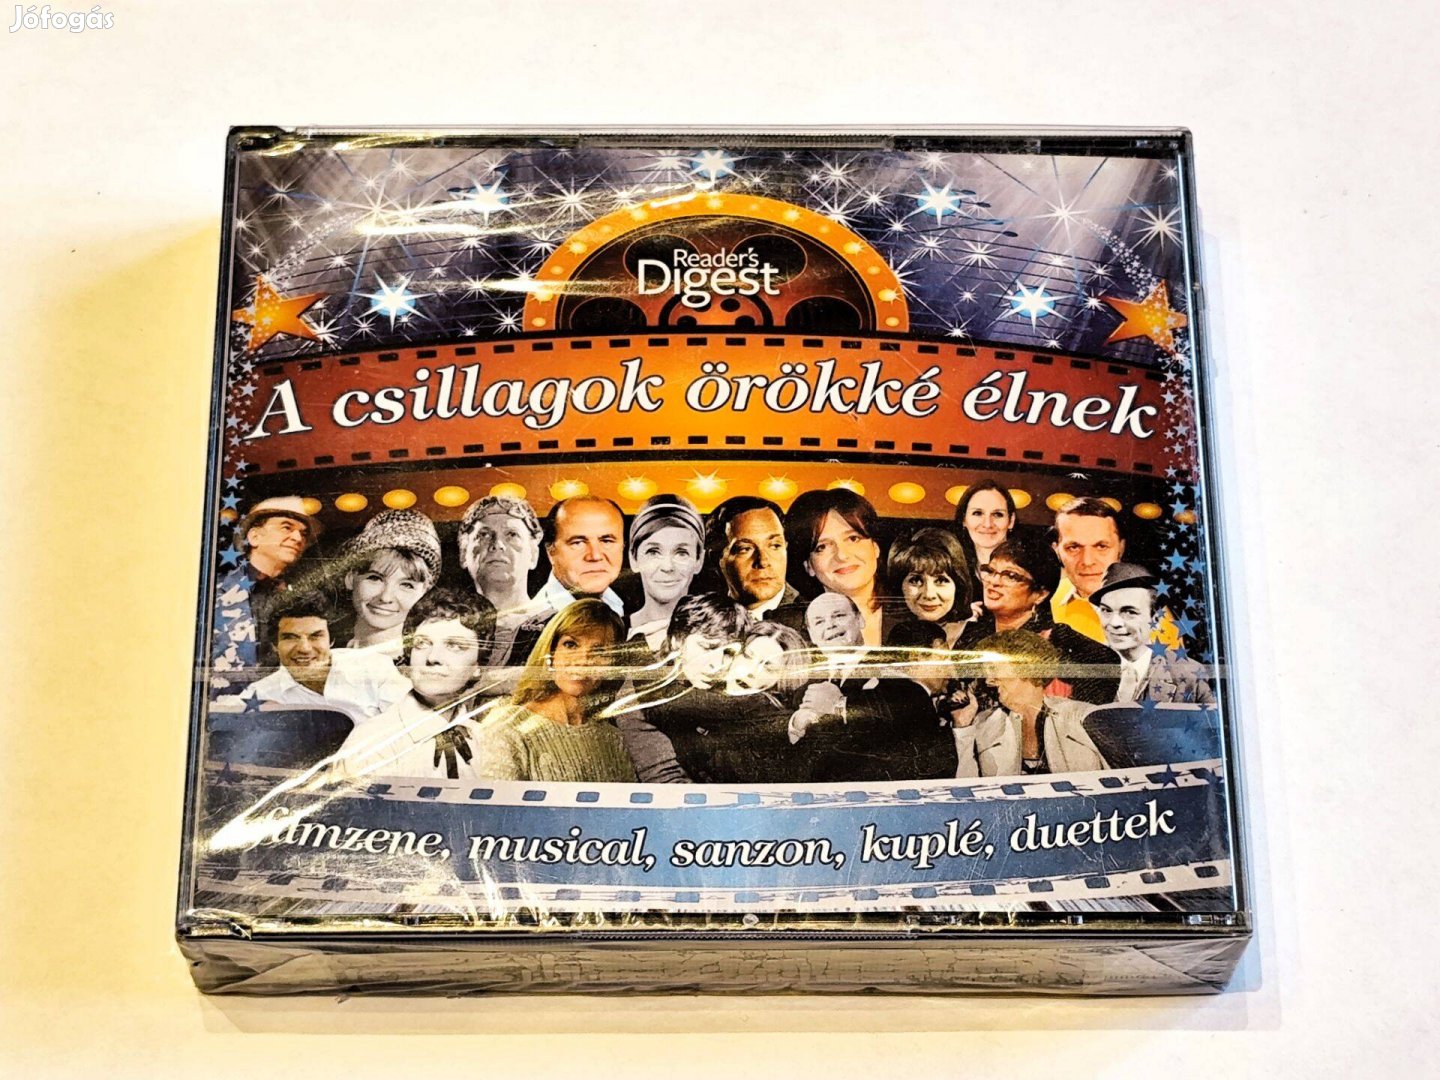 Jófogás
Reader's
Digest
A csillagok örökké élnek
filmzene, musical, sanzon, kuplé, duettek